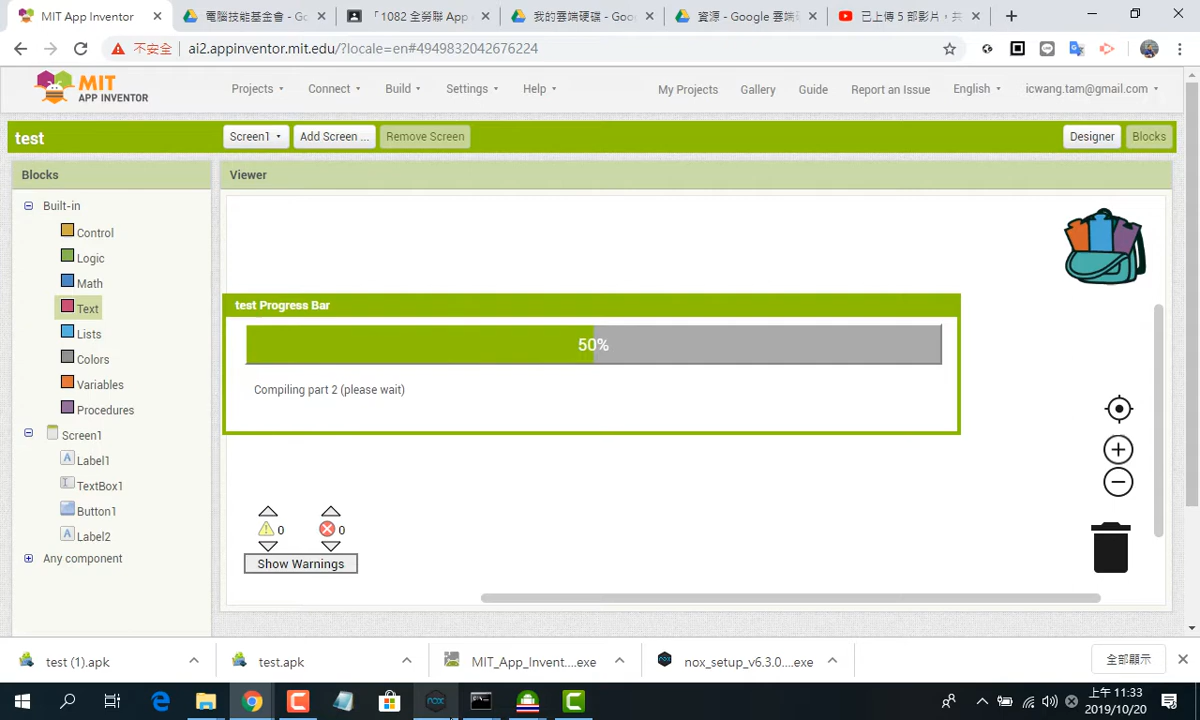 MIT App Inventor
電腦技能基金會 - Go
「1082 全勞聯 App
我的雲端硬碟 - Goo
資源 - Google 雲端硬
已上傳 5 部影片，共
不安全
ai2.appinventor.mit.edu/?locale=en#4949832042676224
MIT
APP INVENTOR
Projects
Connect
Build
Settings
Help
My Projects
Gallery
Guide
Report an Issue
English
icwang.tam@gmail.com
test
Screen1
Add Screen ...
Remove Screen
Designer
Blocks
Blocks
Viewer
Built-in
Control
Logic
Math
Text
Lists
Colors
Variables
Procedures
Screen1
Label1
TextBox1
Button1
Label2
Any component
test Progress Bar
50%
Compiling part 2 (please wait)
0
0
Show Warnings
test (1).apk
test.apk
MIT_App_Invent....exe
nox_setup_v6.3.0....exe
全部顯示
nox
上午 11:33
2019/10/20